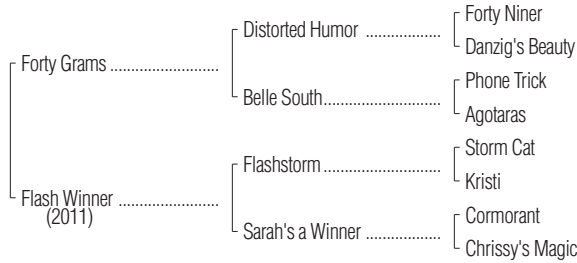 Forty Niner
Distorted Humor ..................
Danzig's Beauty
Forty Grams ..........................
Phone Trick
Belle South............................
Agotaras
Storm Cat
Flashstorm ............................
Kristi
Flash Winner ........................
(2011)
Cormorant
Sarah's a Winner ..................
Chrissy's Magic